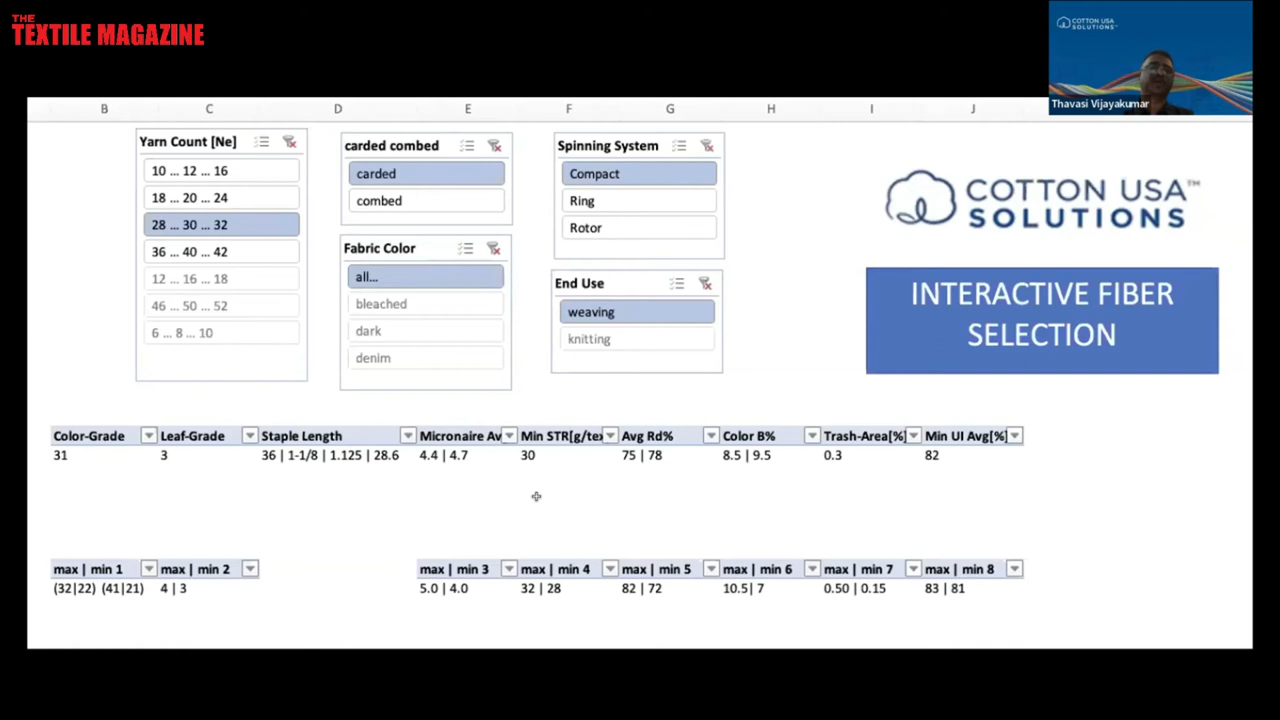 THE
TEXTILE MAGAZINE
COTTON USA
SOLUTIONS™
Thavasi Vijayakumar
B C D E F G H I J
Yarn Count [Ne]
10 ... 12 ... 16
18 ... 20 ... 24
28 ... 30 ... 32
36 ... 40 ... 42
12 ... 16 ... 18
46 ... 50 ... 52
6 ... 8 ... 10
carded combed
carded
combed
Fabric Color
all...
bleached
dark
denim
Spinning System
Compact
Ring
Rotor
End Use
weaving
knitting
COTTON USA™
SOLUTIONS
INTERACTIVE FIBER
SELECTION
Color-Grade Leaf-Grade Staple Length Micronaire Av Min STR[g/tex Avg Rd% Color B% Trash-Area[%] Min UI Avg[%]
31 3 36 | 1-1/8 | 1.125 | 28.6 4.4 | 4.7 30 75 | 78 8.5 | 9.5 0.3 82
max | min 1 max | min 2 max | min 3 max | min 4 max | min 5 max | min 6 max | min 7 max | min 8
(32|22) (41|21) 4 | 3 5.0 | 4.0 32 | 28 82 | 72 10.5| 7 0.50 | 0.15 83 | 81